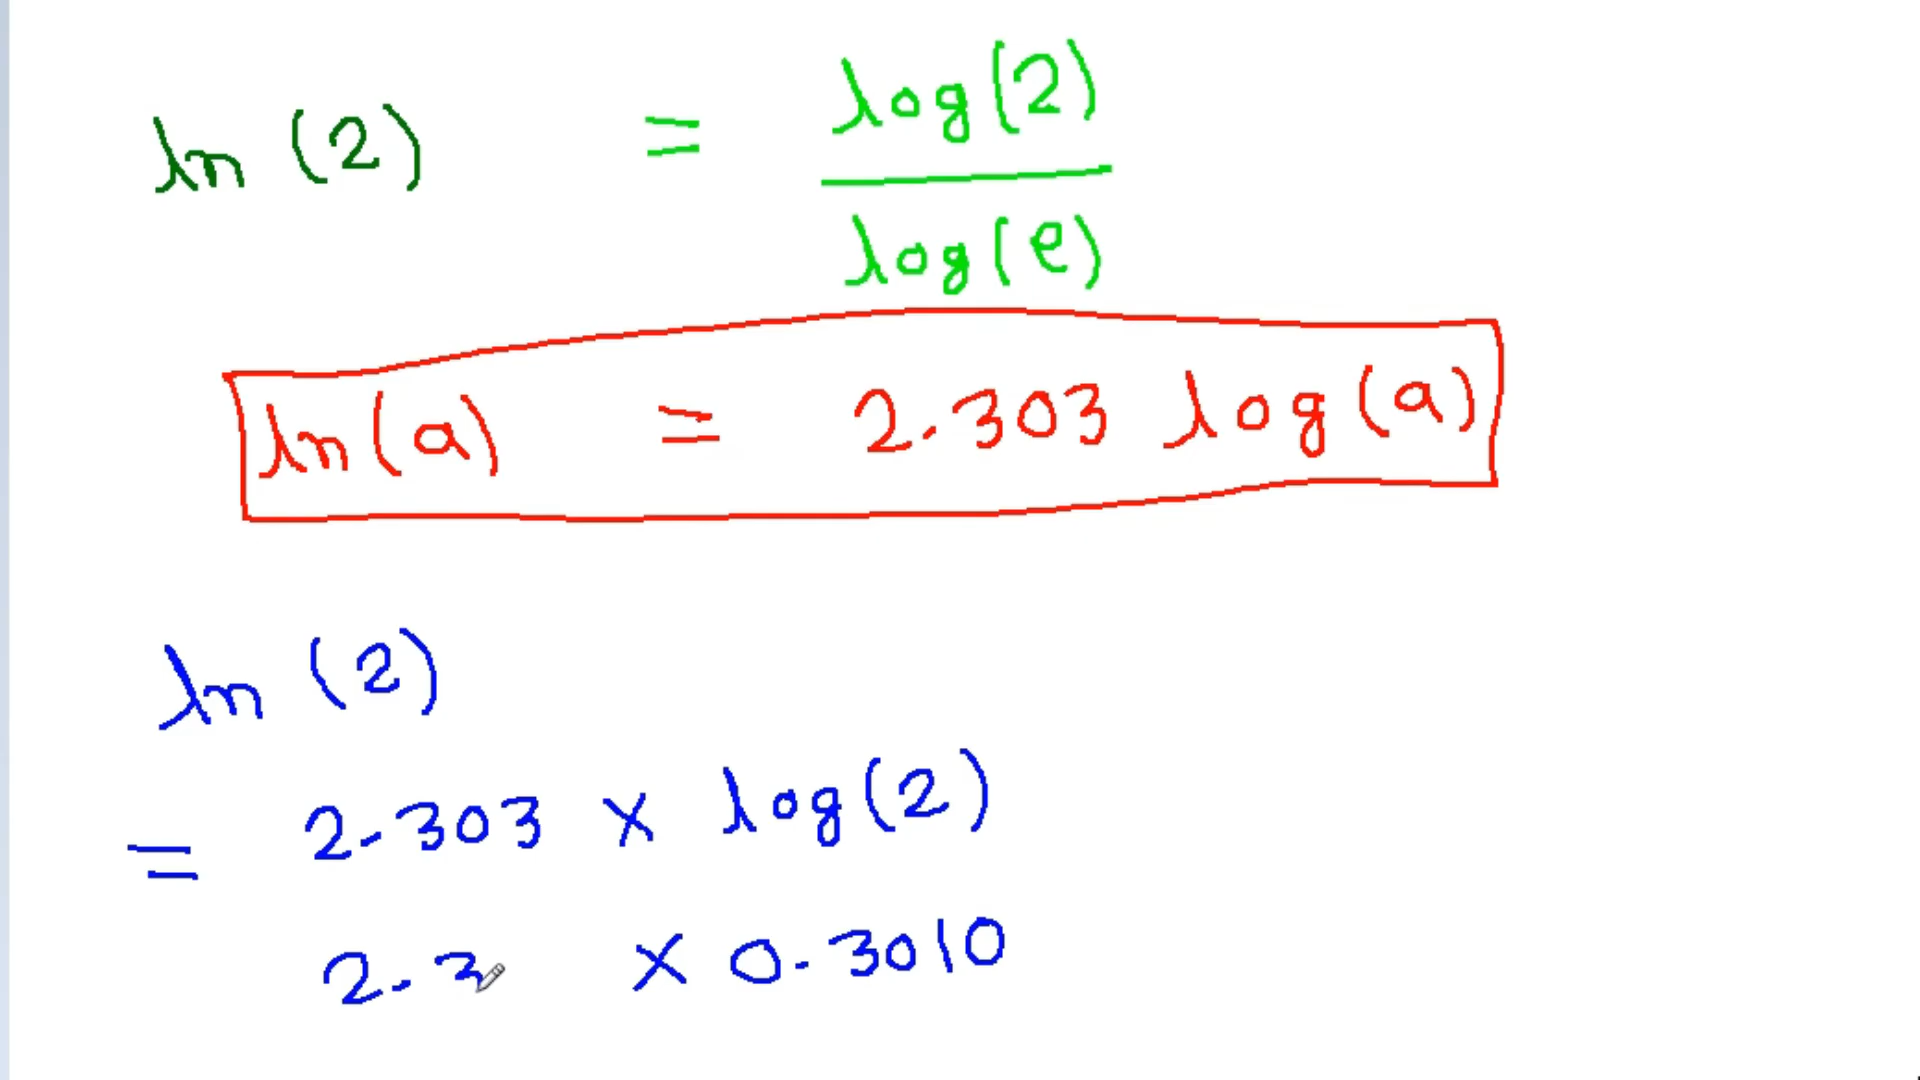 ln (2) = log(2)
log(e)
ln(a) = 2.303 log(a)
ln (2)
= 2.303 × log(2)
2.3 × 0.3010